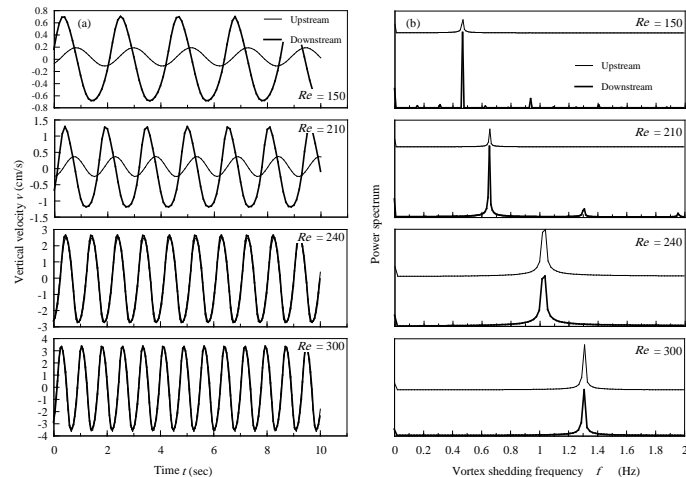 (a)
Upstream
Downstream
Re = 150
0.8
0.6
0.4
0.2
0
-0.2
-0.4
-0.6
-0.8
Re = 210
1.5
1
0.5
0
-0.5
-1
-1.5
Re = 240
3
2
1
0
-1
-2
-3
Re = 300
4
3
2
1
0
-1
-2
-3
-4
0 2 4 6 8 10
Vertical velocity v (cm/s)
Time t (sec)
(b)
Re = 150
Upstream
Downstream
Re = 210
Re = 240
Re = 300
0 0.2 0.4 0.6 0.8 1 1.2 1.4 1.6 1.8 2
Power spectrum
Vortex shedding frequency f (Hz)